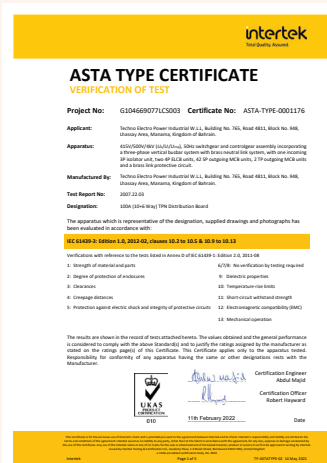 intertek
Total Quality. Assured.
ASTA TYPE CERTIFICATE
VERIFICATION OF TEST
Project No: G104669077LCS003 Certificate No: ASTA-TYPE-0001176
Applicant: Techno Electro Power Industrial W.L.L, Building No. 765, Road 4811, Block No. 948,
Lhassay Area, Manama, Kingdom of Bahrain.
Apparatus: 415V/500V/4kV (Ue/Ui/Uimp), 50Hz switchgear and controlgear assembly incorporating
a three-phase vertical busbar system with brass neutral link system, with one incoming
3P isolator unit, two 4P ELCB units, 42 SP outgoing MCB units, 2 TP outgoing MCB units
and a brass link protective circuit.
Manufactured By: Techno Electro Power Industrial W.L.L, Building No. 765, Road 4811, Block No. 948,
Lhassay Area, Manama, Kingdom of Bahrain.
Test Report No: 2007.22.03
Designation: 100A (10+6 Way) TPN Distribution Board
The apparatus which is representative of the designation, supplied drawings and photographs has
been evaluated in accordance with:
IEC 61439-3: Edition 1.0, 2012-02, clauses 10.2 to 10.5 & 10.9 to 10.13
Verifications with reference to the tests listed in Annex D of IEC 61439-1: Edition 2.0, 2011-08
1: Strength of material and parts 6/7/8: No verification by testing required
2: Degree of protection of enclosures 9: Dielectric properties
3: Clearances 10: Temperature-rise limits
4: Creepage distances 11: Short-circuit withstand strength
5: Protection against electric shock and integrity of protective circuits 12: Electromagnetic compatibility (EMC)
13: Mechanical operation
The results are shown in the record of tests attached hereto. The values obtained and the general performance
is considered to comply with the above Standard(s) and to justify the ratings assigned by the manufacturer as
stated on the ratings page(s) of this Certificate. This Certificate applies only to the apparatus tested.
Responsibility for conformity of any apparatus having the same or other designations rests with the
Manufacturer.
Certification Engineer
Abdul Majid
Certification Officer
Robert Hayward
UKAS
PRODUCT
CERTIFICATION
010
11th February 2022
Date
Intertek Page 1 of 5